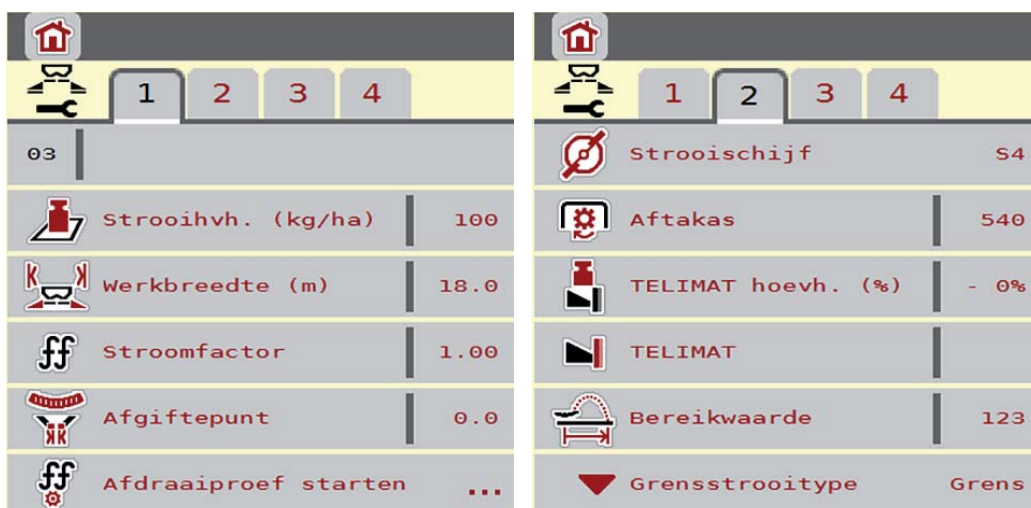 1 2 3 4
03
Strooihvh. (kg/ha) 100
Werkbreedte (m) 18.0
Stroomfactor 1.00
Afgiftepunt 0.0
Afdraaiproef starten ...
1 2 3 4
Strooischijf S4
Aftakas 540
TELIMAT hoevh. (%) - 0%
TELIMAT
Bereikwaarde 123
Grensstrooitype Grens